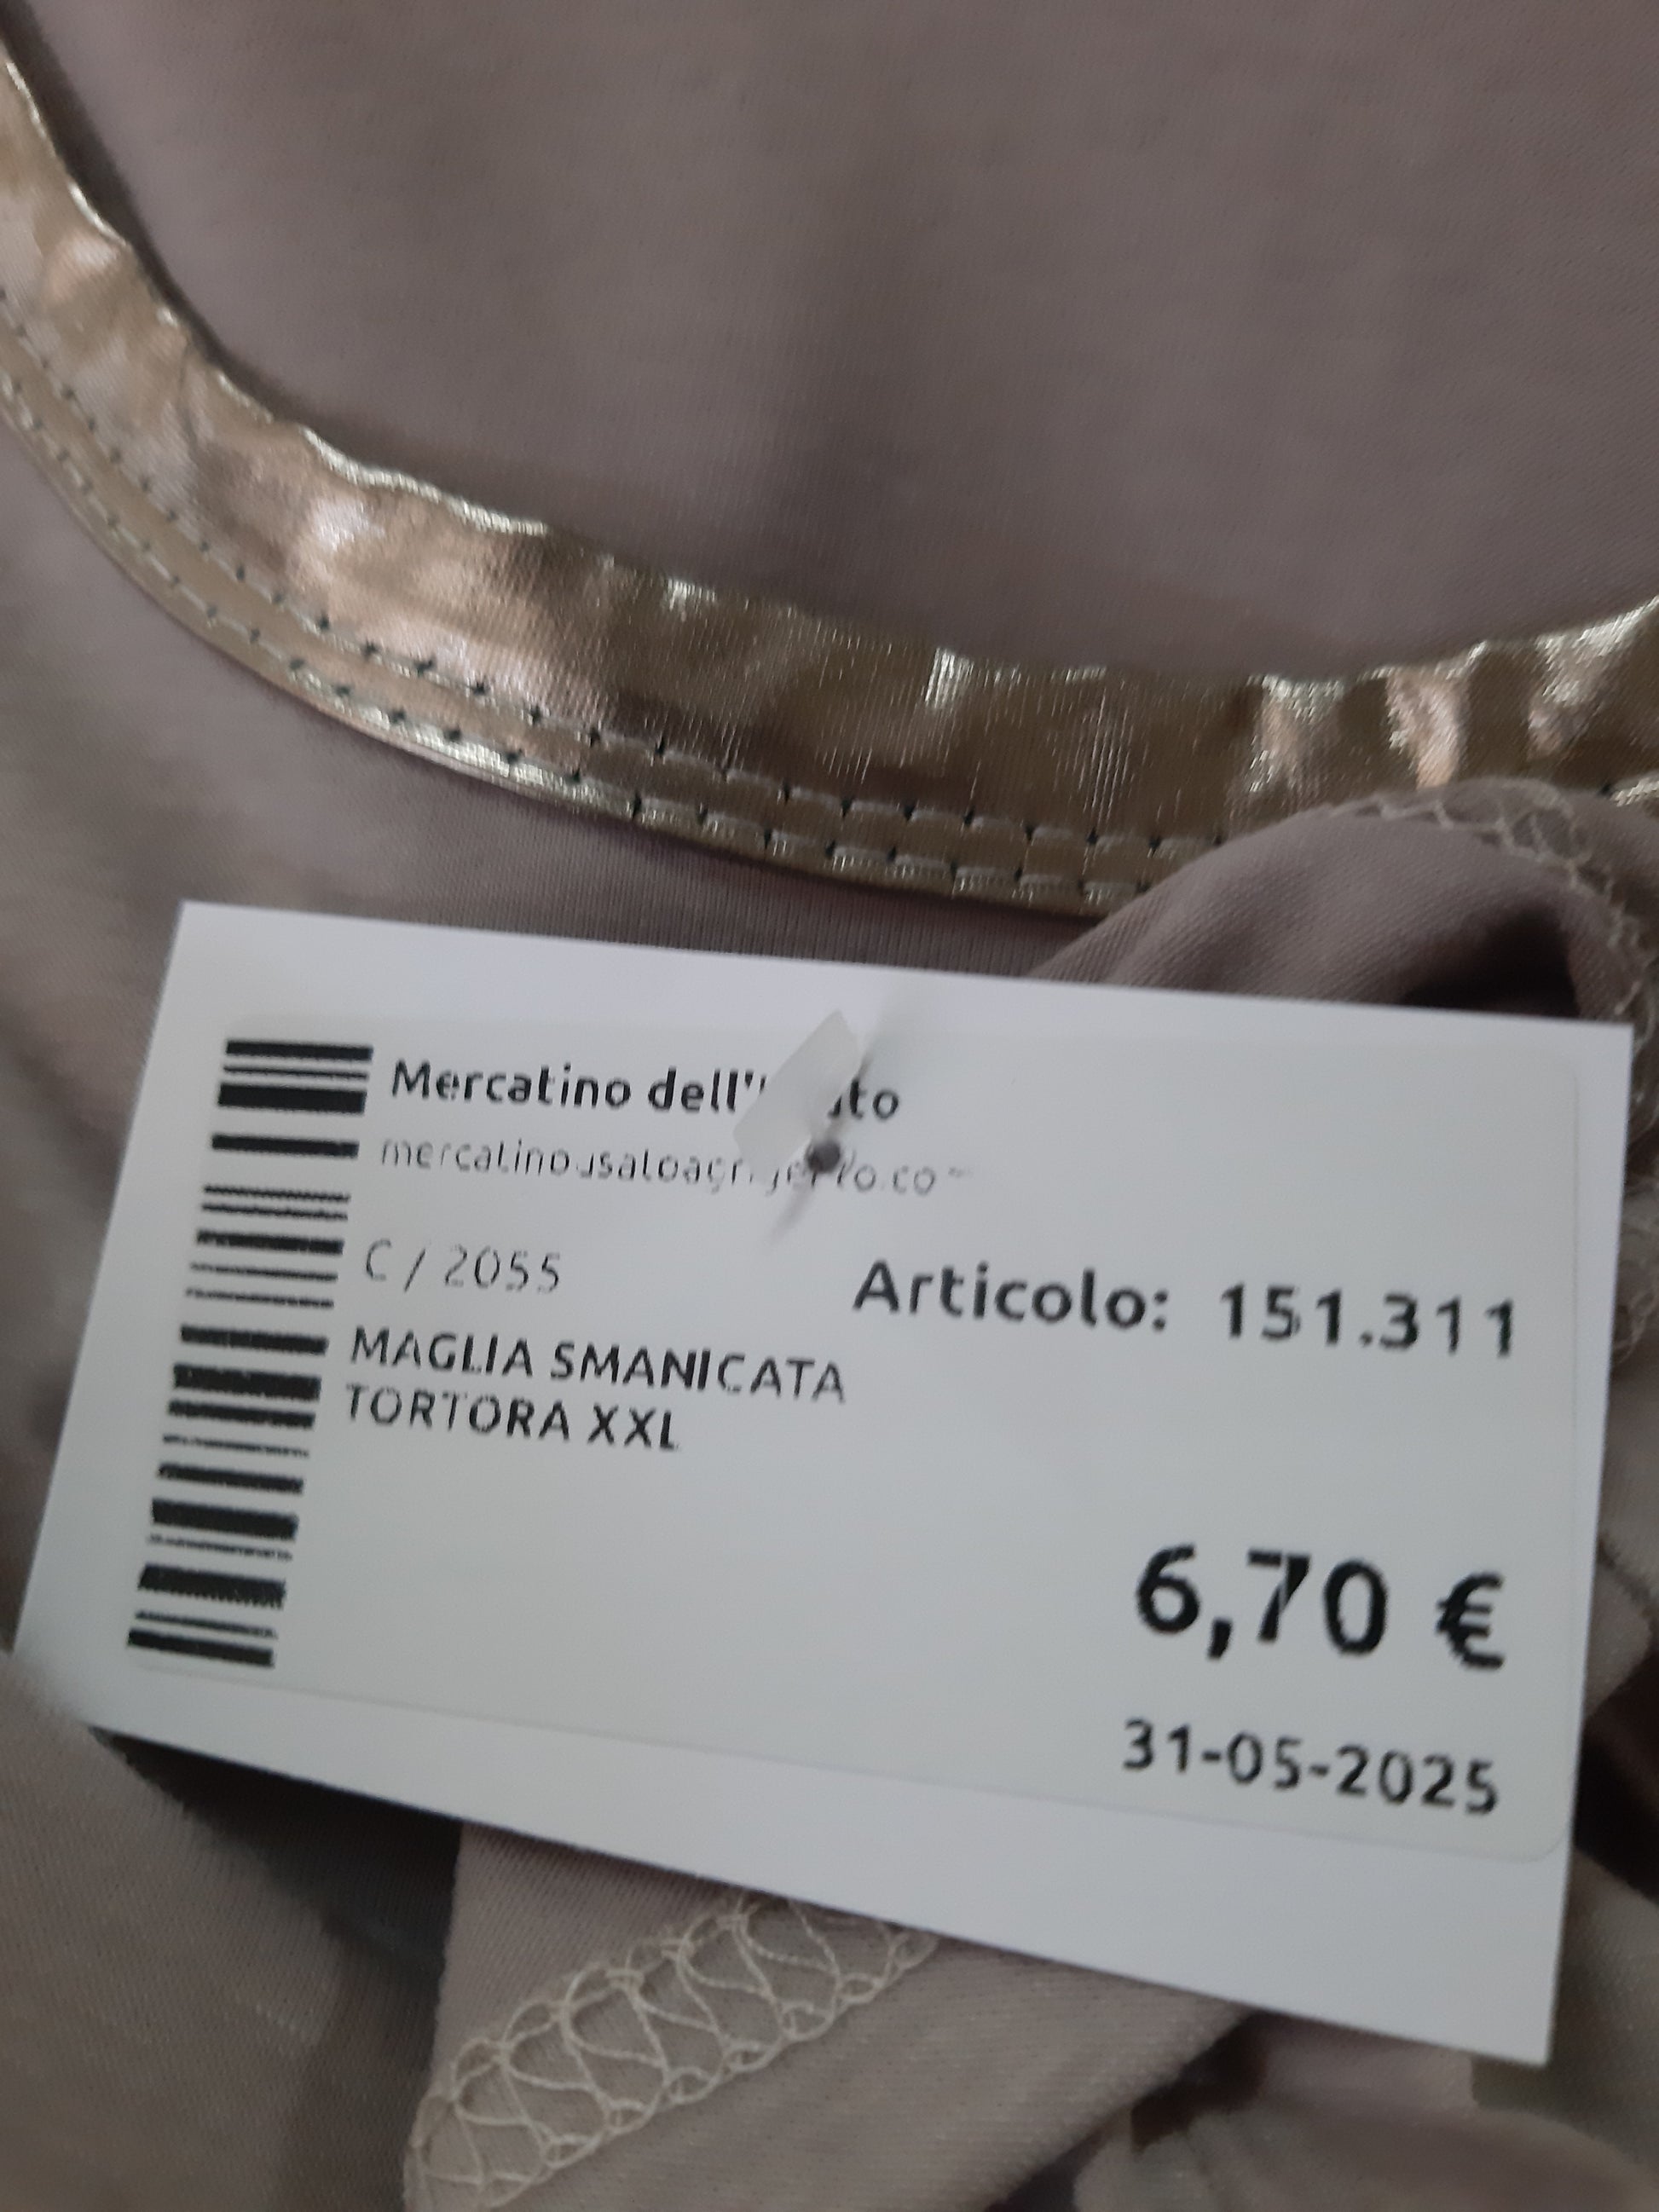 Mercatino dell'
C / 2055
Articolo: 151.311
MAGLIA SMANICATA
TORTORA XXL
6,70 €
31-05-2025